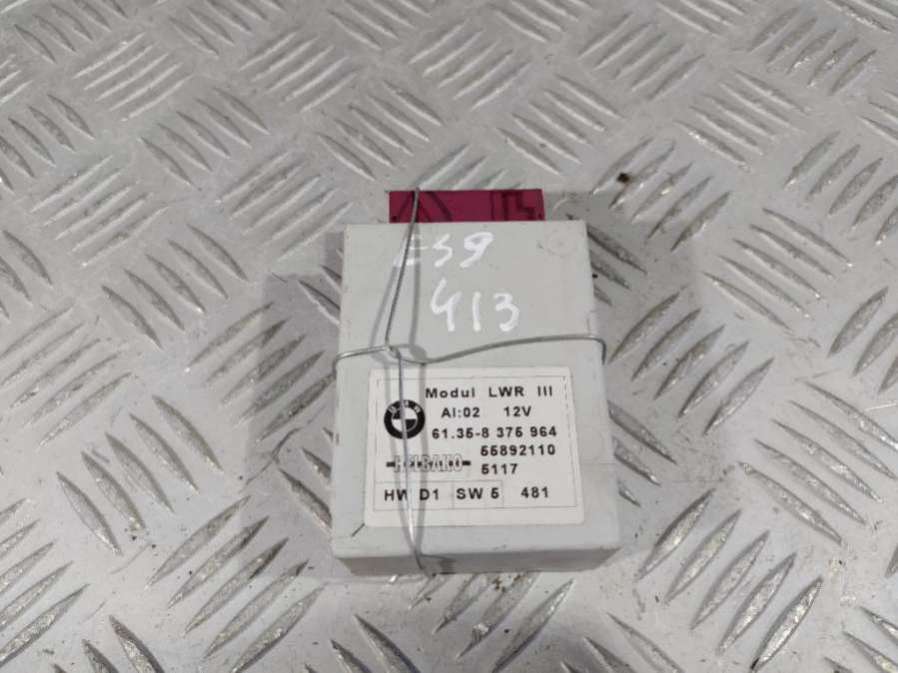 E39
413
Modul LWR III
AI:02 12V
61.35-8 375 964
55892110
HELBAKO 5117
HW D1 SW 5 481